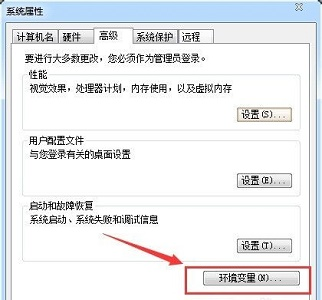 系统属性
计算机名 硬件 高级 系统保护 远程
要进行大多数更改，您必须作为管理员登录。
性能
视觉效果，处理器计划，内存使用，以及虚拟内存
设置(S)...
用户配置文件
与您登录有关的桌面设置
设置(E)...
启动和故障恢复
系统启动、系统失败和调试信息
设置(T)...
环境变量(N)...